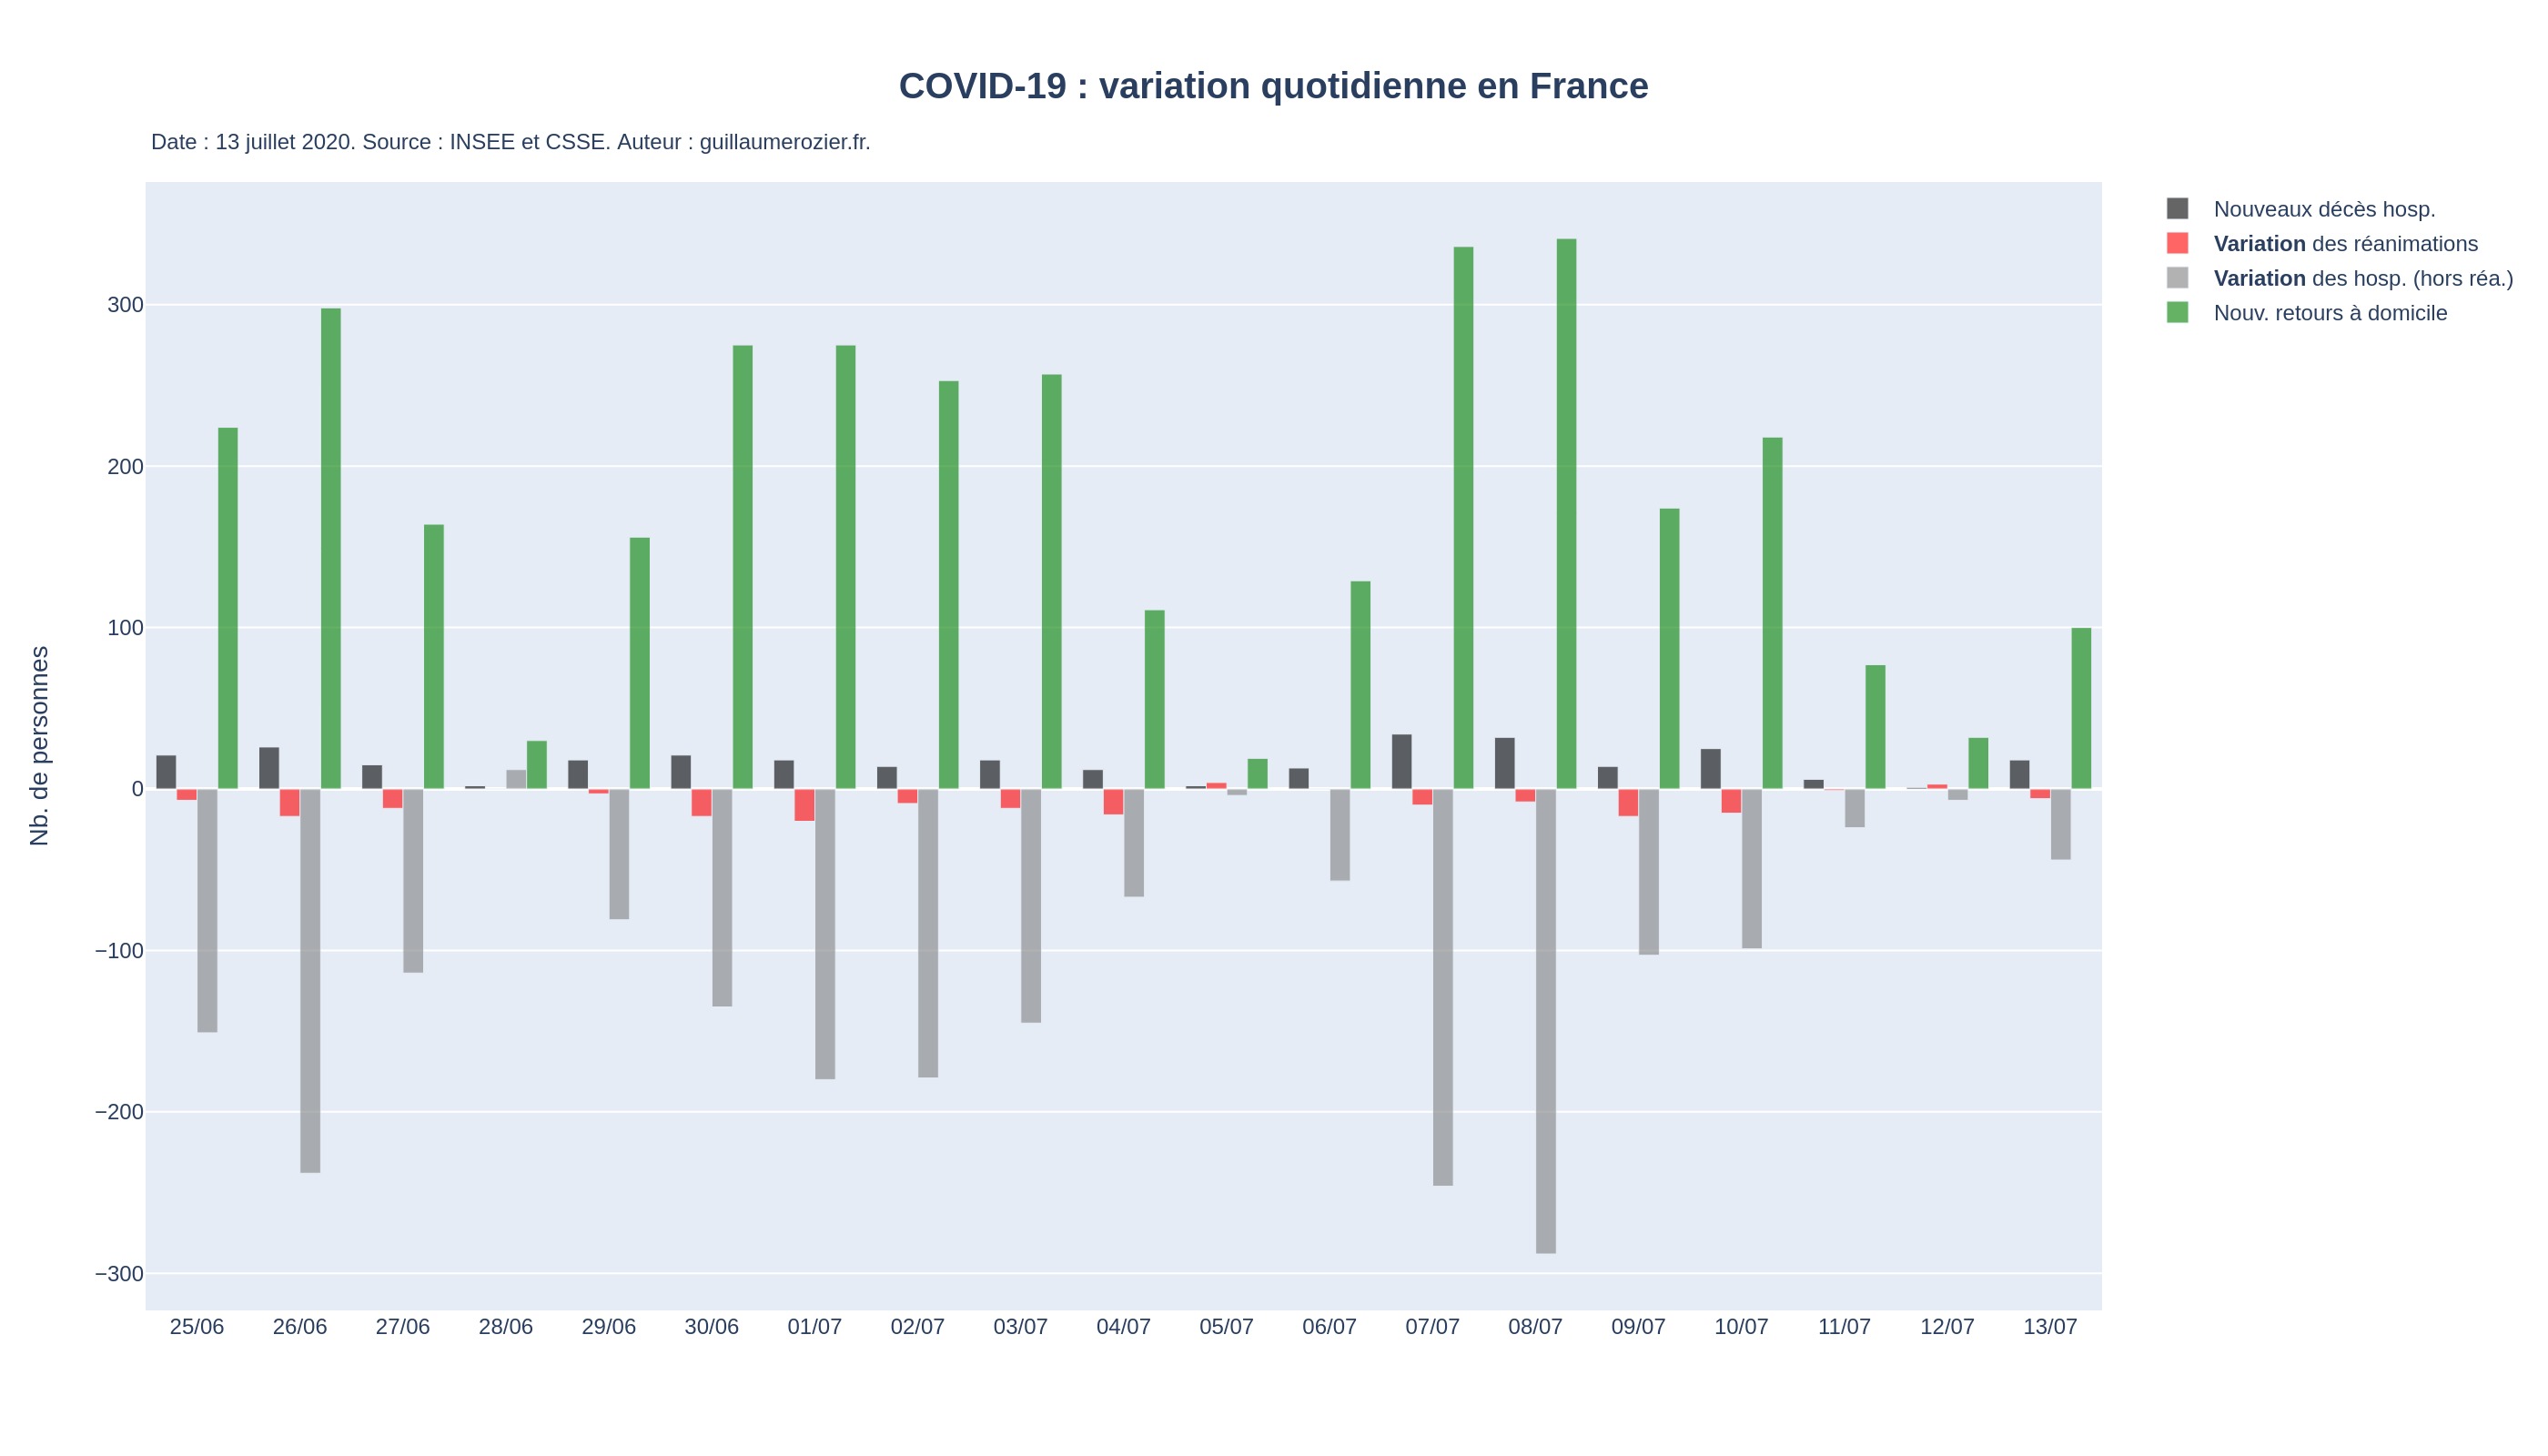 COVID-19 : variation quotidienne en France
Date : 13 juillet 2020. Source : INSEE et CSSE. Auteur : guillaumerozier.fr.
Nouveaux décès hosp.
Variation des réanimations
Variation des hosp. (hors réa.)
Nouv. retours à domicile
Nb. de personnes
300
200
100
0
−100
−200
−300
25/06 26/06 27/06 28/06 29/06 30/06 01/07 02/07 03/07 04/07 05/07 06/07 07/07 08/07 09/07 10/07 11/07 12/07 13/07